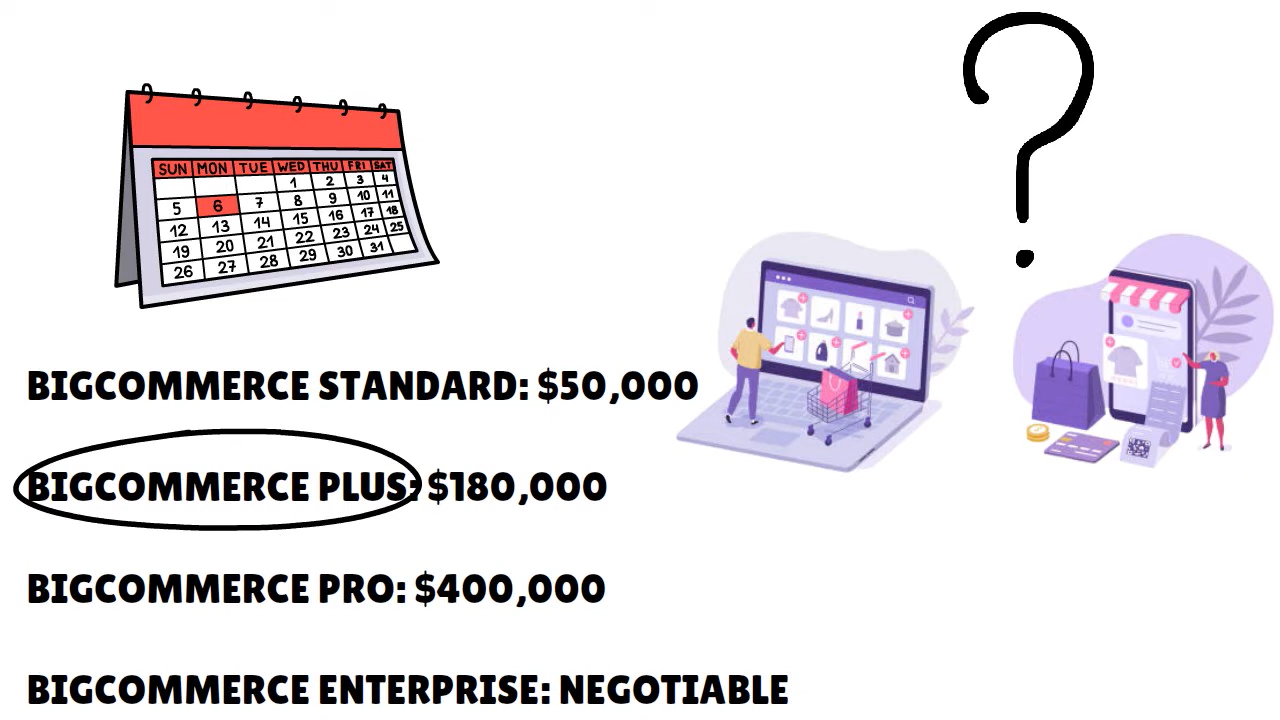 SUN MON TUE WED THU FRI SAT
1 2 3 4
5 6 7 8 9 10 11
12 13 14 15 16 17 18
19 20 21 22 23 24 25
26 27 28 29 30 31
BIGCOMMERCE STANDARD: $50,000
BIGCOMMERCE PLUS: $180,000
BIGCOMMERCE PRO: $400,000
BIGCOMMERCE ENTERPRISE: NEGOTIABLE
?